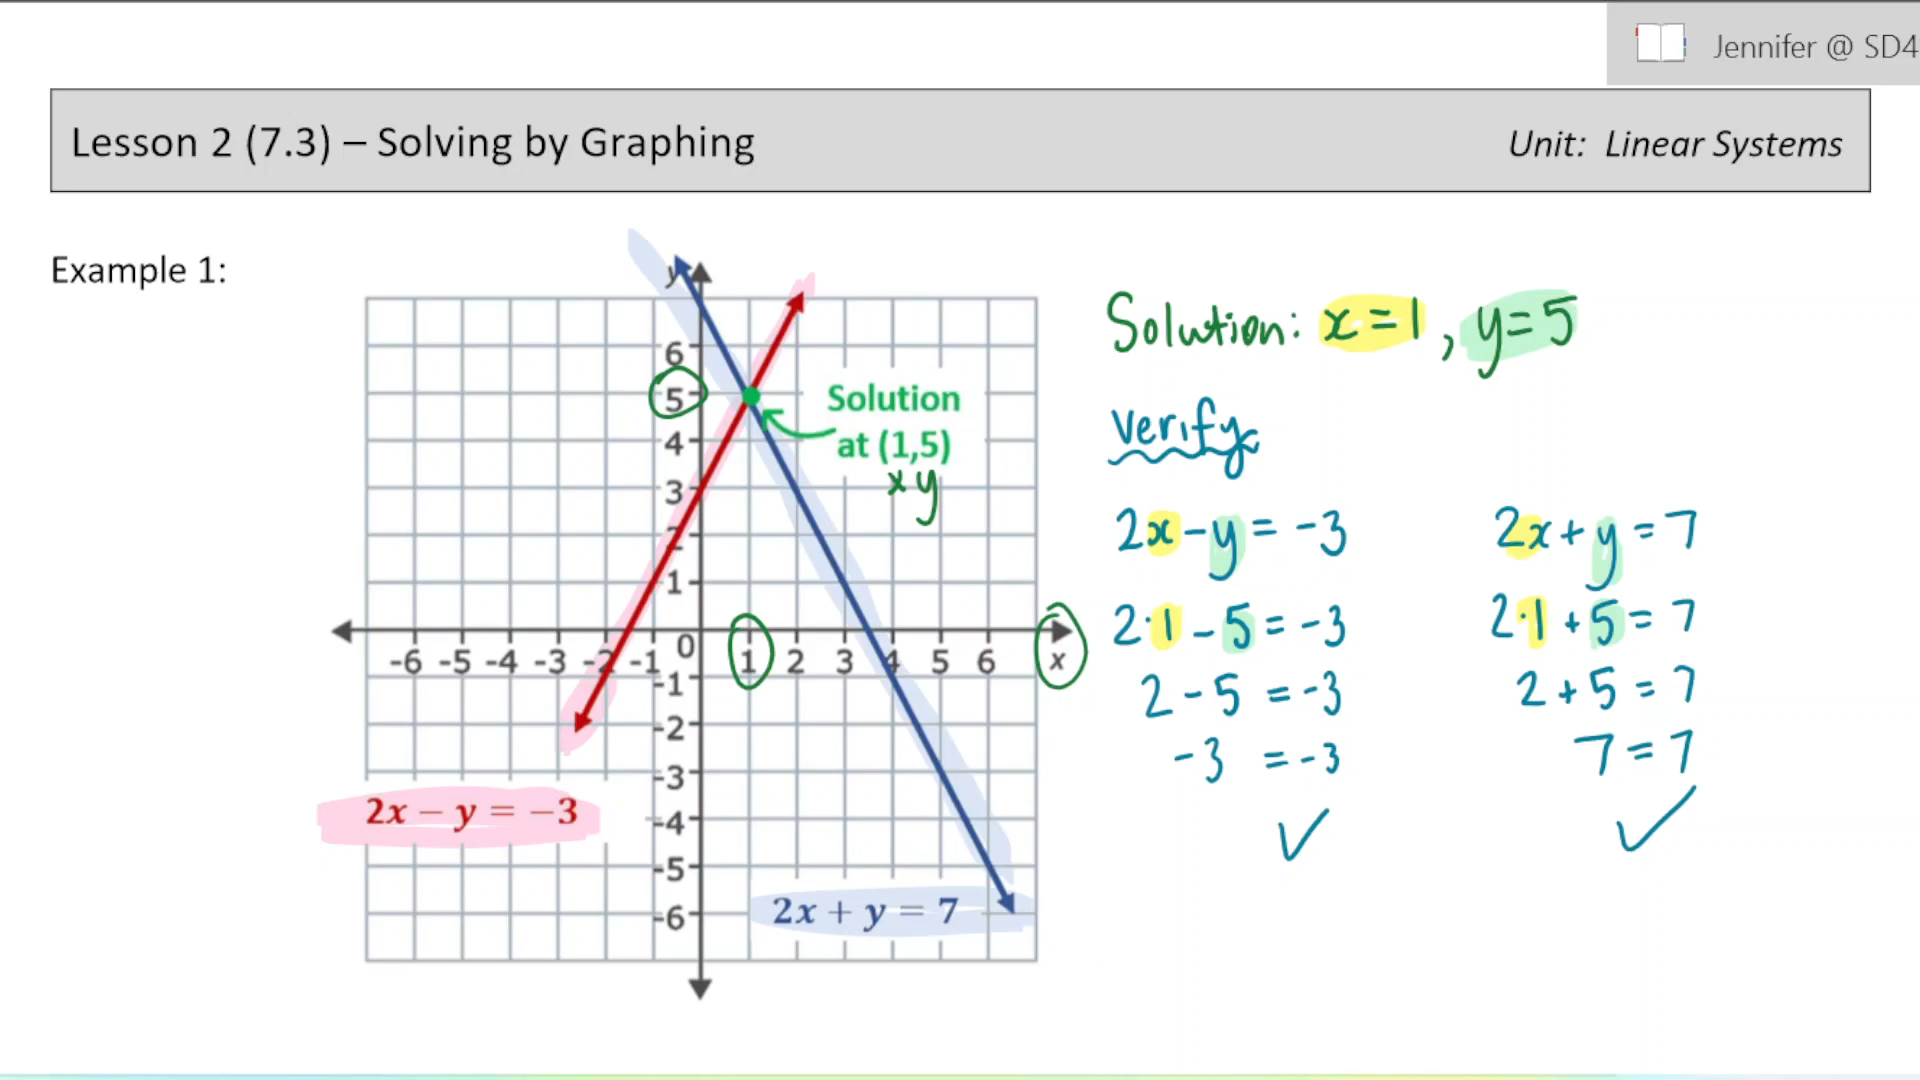 Jennifer @ SD4
Lesson 2 (7.3) – Solving by Graphing
Unit: Linear Systems
Example 1:
y
6
5
4
3
2
1
0
-6 -5 -4 -3 -2 -1 1 2 3 4 5 6 x
-1
-2
-3
-4
-5
-6
Solution
at (1,5)
x y
2x − y = −3
2x + y = 7
Solution: x = 1, y = 5
Verify
2x - y = -3
2·1 - 5 = -3
2 - 5 = -3
-3 = -3
✓
2x + y = 7
2·1 + 5 = 7
2 + 5 = 7
7 = 7
✓